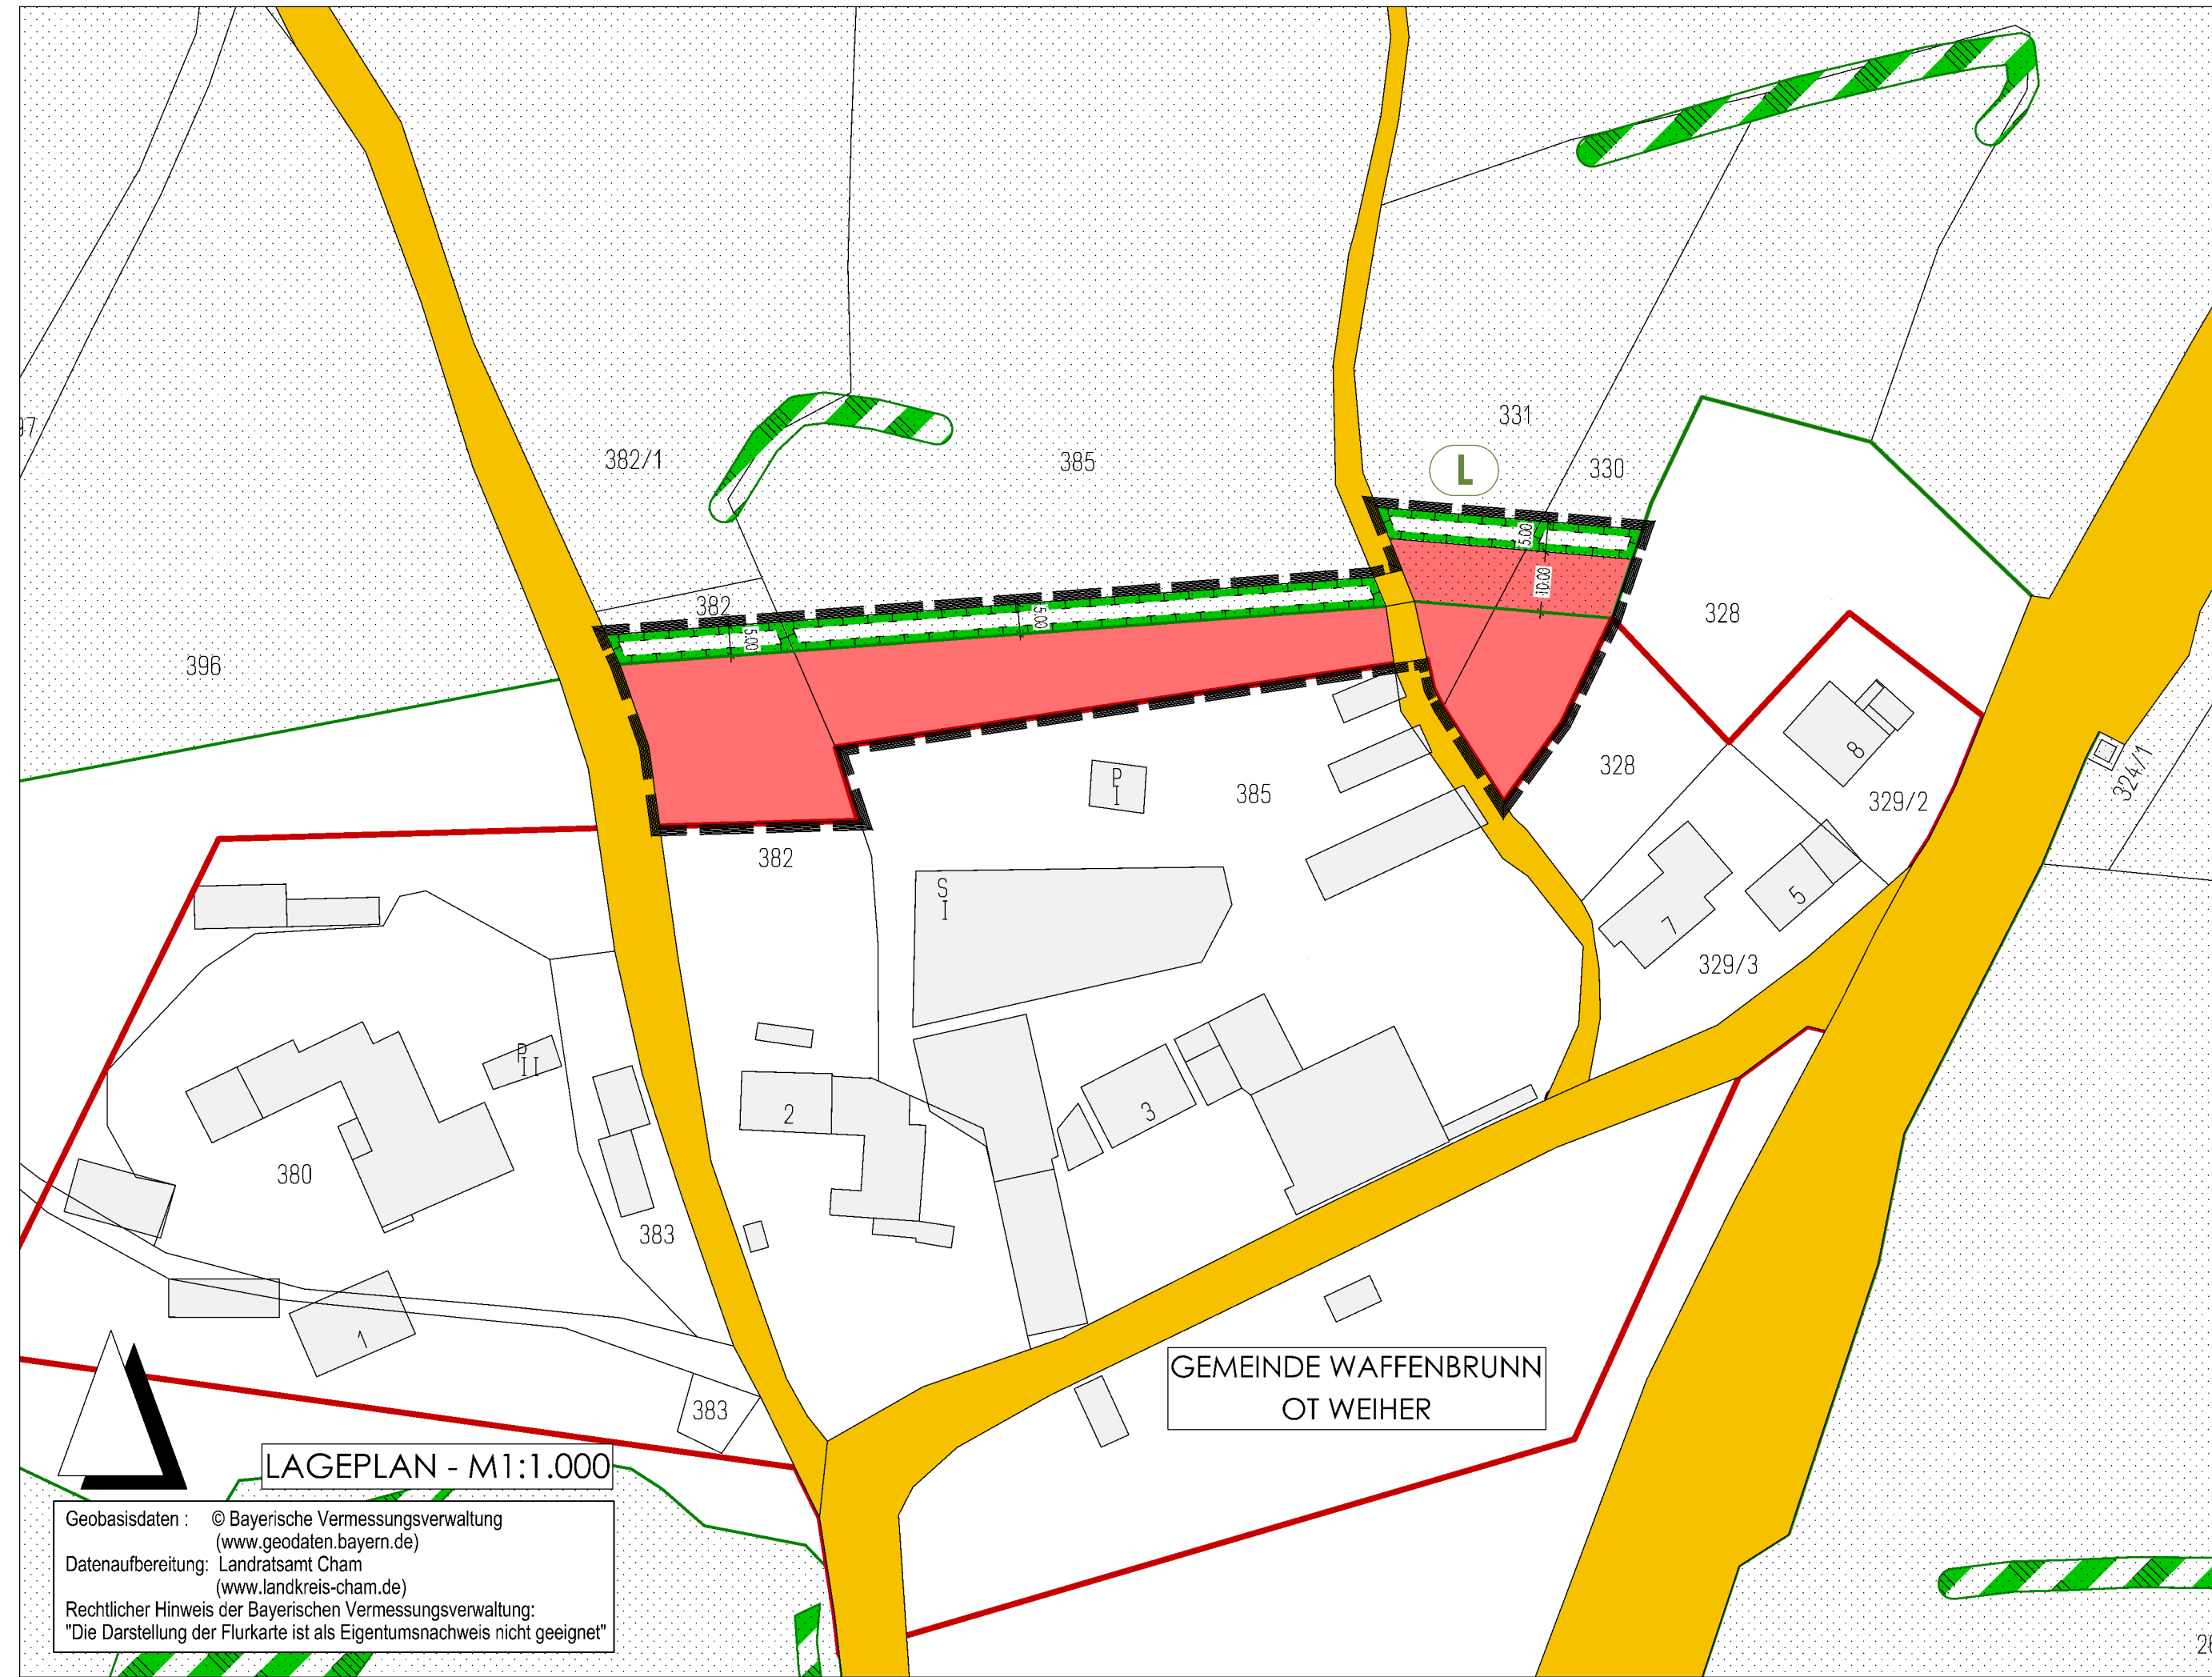 331
L
330
97
382/1
385
5.00
10.00
382
5.00
5.00
328
396
8
328
324/1
P
I
385
329/2
382
S
I
5
7
329/3
P
II
2
3
380
383
1
GEMEINDE WAFFENBRUNN
OT WEIHER
383
LAGEPLAN - M1:1.000
Geobasisdaten : © Bayerische Vermessungsverwaltung
(www.geodaten.bayern.de)
Datenaufbereitung: Landratsamt Cham
(www.landkreis-cham.de)
Rechtlicher Hinweis der Bayerischen Vermessungsverwaltung:
"Die Darstellung der Flurkarte ist als Eigentumsnachweis nicht geeignet"
26